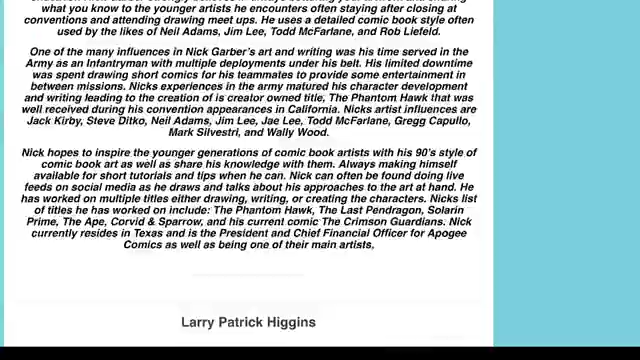 what you know to the younger artists he encounters often staying after closing at
conventions and attending drawing meet ups. He uses a detailed comic book style often
used by the likes of Neil Adams, Jim Lee, Todd McFarlane, and Rob Liefeld.
One of the many influences in Nick Garber's art and writing was his time served in the
Army as an Infantryman with multiple deployments under his belt. His limited downtime
was spent drawing short comics for his teammates to provide some entertainment in
between missions. Nicks experiences in the army matured his character development
and writing leading to the creation of is creator owned title, The Phantom Hawk that was
well received during his convention appearances in California. Nicks artist influences are
Jack Kirby, Steve Ditko, Neil Adams, Jim Lee, Jae Lee, Todd McFarlane, Gregg Capullo,
Mark Silvestri, and Wally Wood.
Nick hopes to inspire the younger generations of comic book artists with his 90's style of
comic book art as well as share his knowledge with them. Always making himself
available for short tutorials and tips when he can. Nick can often be found doing live
feeds on social media as he draws and talks about his approaches to the art at hand. He
has worked on multiple titles either drawing, writing, or creating the characters. Nicks list
of titles he has worked on include: The Phantom Hawk, The Last Pendragon, Solarin
Prime, The Ape, Corvid & Sparrow, and his current comic The Crimson Guardians. Nick
currently resides in Texas and is the President and Chief Financial Officer for Apogee
Comics as well as being one of their main artists,
Larry Patrick Higgins